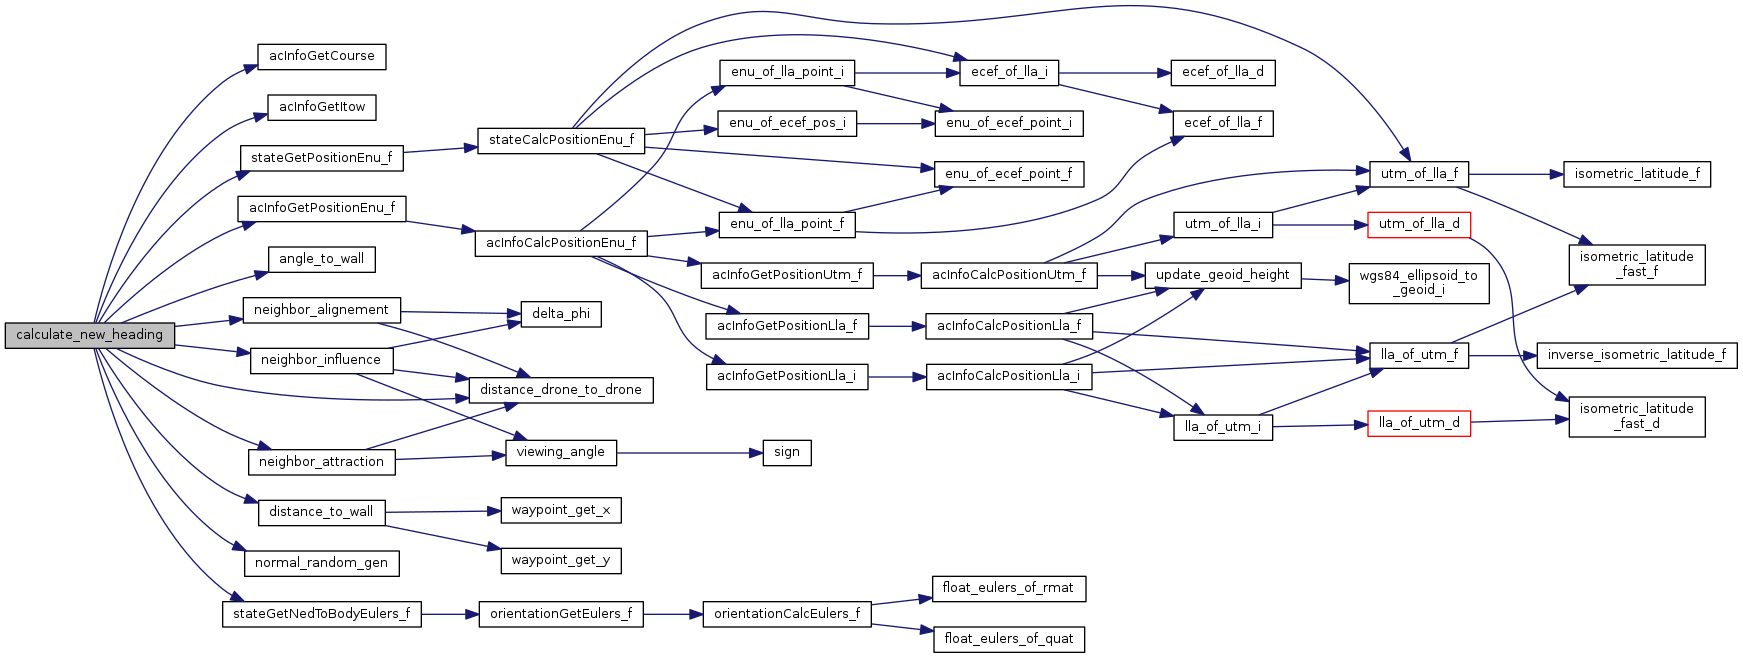 calculate_new_heading
acInfoGetCourse
acInfoGetItow
stateGetPositionEnu_f
acInfoGetPositionEnu_f
angle_to_wall
neighbor_alignement
neighbor_influence
neighbor_attraction
distance_to_wall
normal_random_gen
stateGetNedToBodyEulers_f
stateCalcPositionEnu_f
acInfoCalcPositionEnu_f
delta_phi
distance_drone_to_drone
viewing_angle
waypoint_get_x
waypoint_get_y
orientationGetEulers_f
enu_of_lla_point_i
enu_of_ecef_pos_i
enu_of_lla_point_f
acInfoGetPositionUtm_f
acInfoGetPositionLla_f
acInfoGetPositionLla_i
sign
orientationCalcEulers_f
ecef_of_lla_i
enu_of_ecef_point_i
enu_of_ecef_point_f
acInfoCalcPositionUtm_f
acInfoCalcPositionLla_f
acInfoCalcPositionLla_i
float_eulers_of_rmat
float_eulers_of_quat
ecef_of_lla_d
ecef_of_lla_f
utm_of_lla_i
update_geoid_height
lla_of_utm_i
utm_of_lla_f
utm_of_lla_d
wgs84_ellipsoid_to
_geoid_i
lla_of_utm_f
lla_of_utm_d
isometric_latitude_f
isometric_latitude
_fast_f
inverse_isometric_latitude_f
isometric_latitude
_fast_d